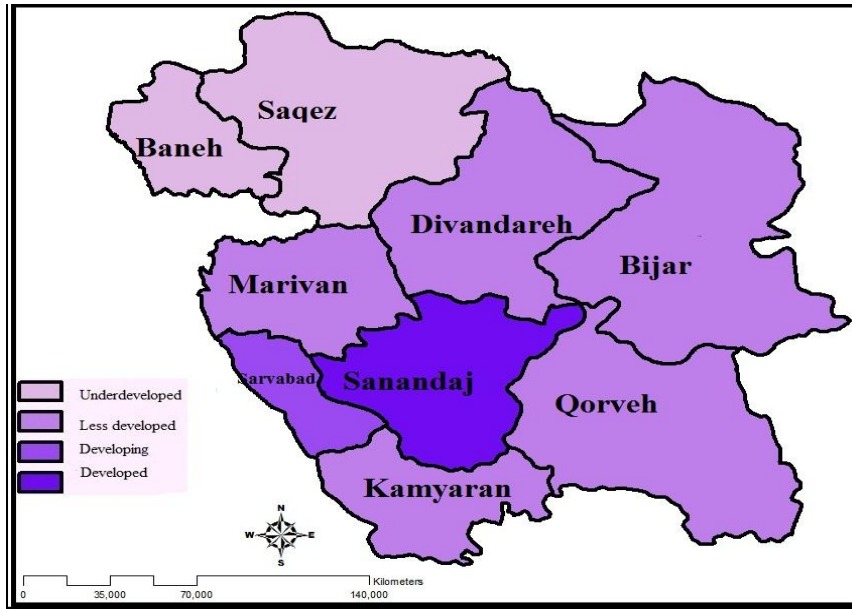 Saqez
Baneh
Divandareh
Bijar
Marivan
Sarvabad
Sanandaj
Qorveh
Kamyaran
Underdeveloped
Less developed
Developing
Developed
N
W E
S
Kilometers
0 35,000 70,000 140,000